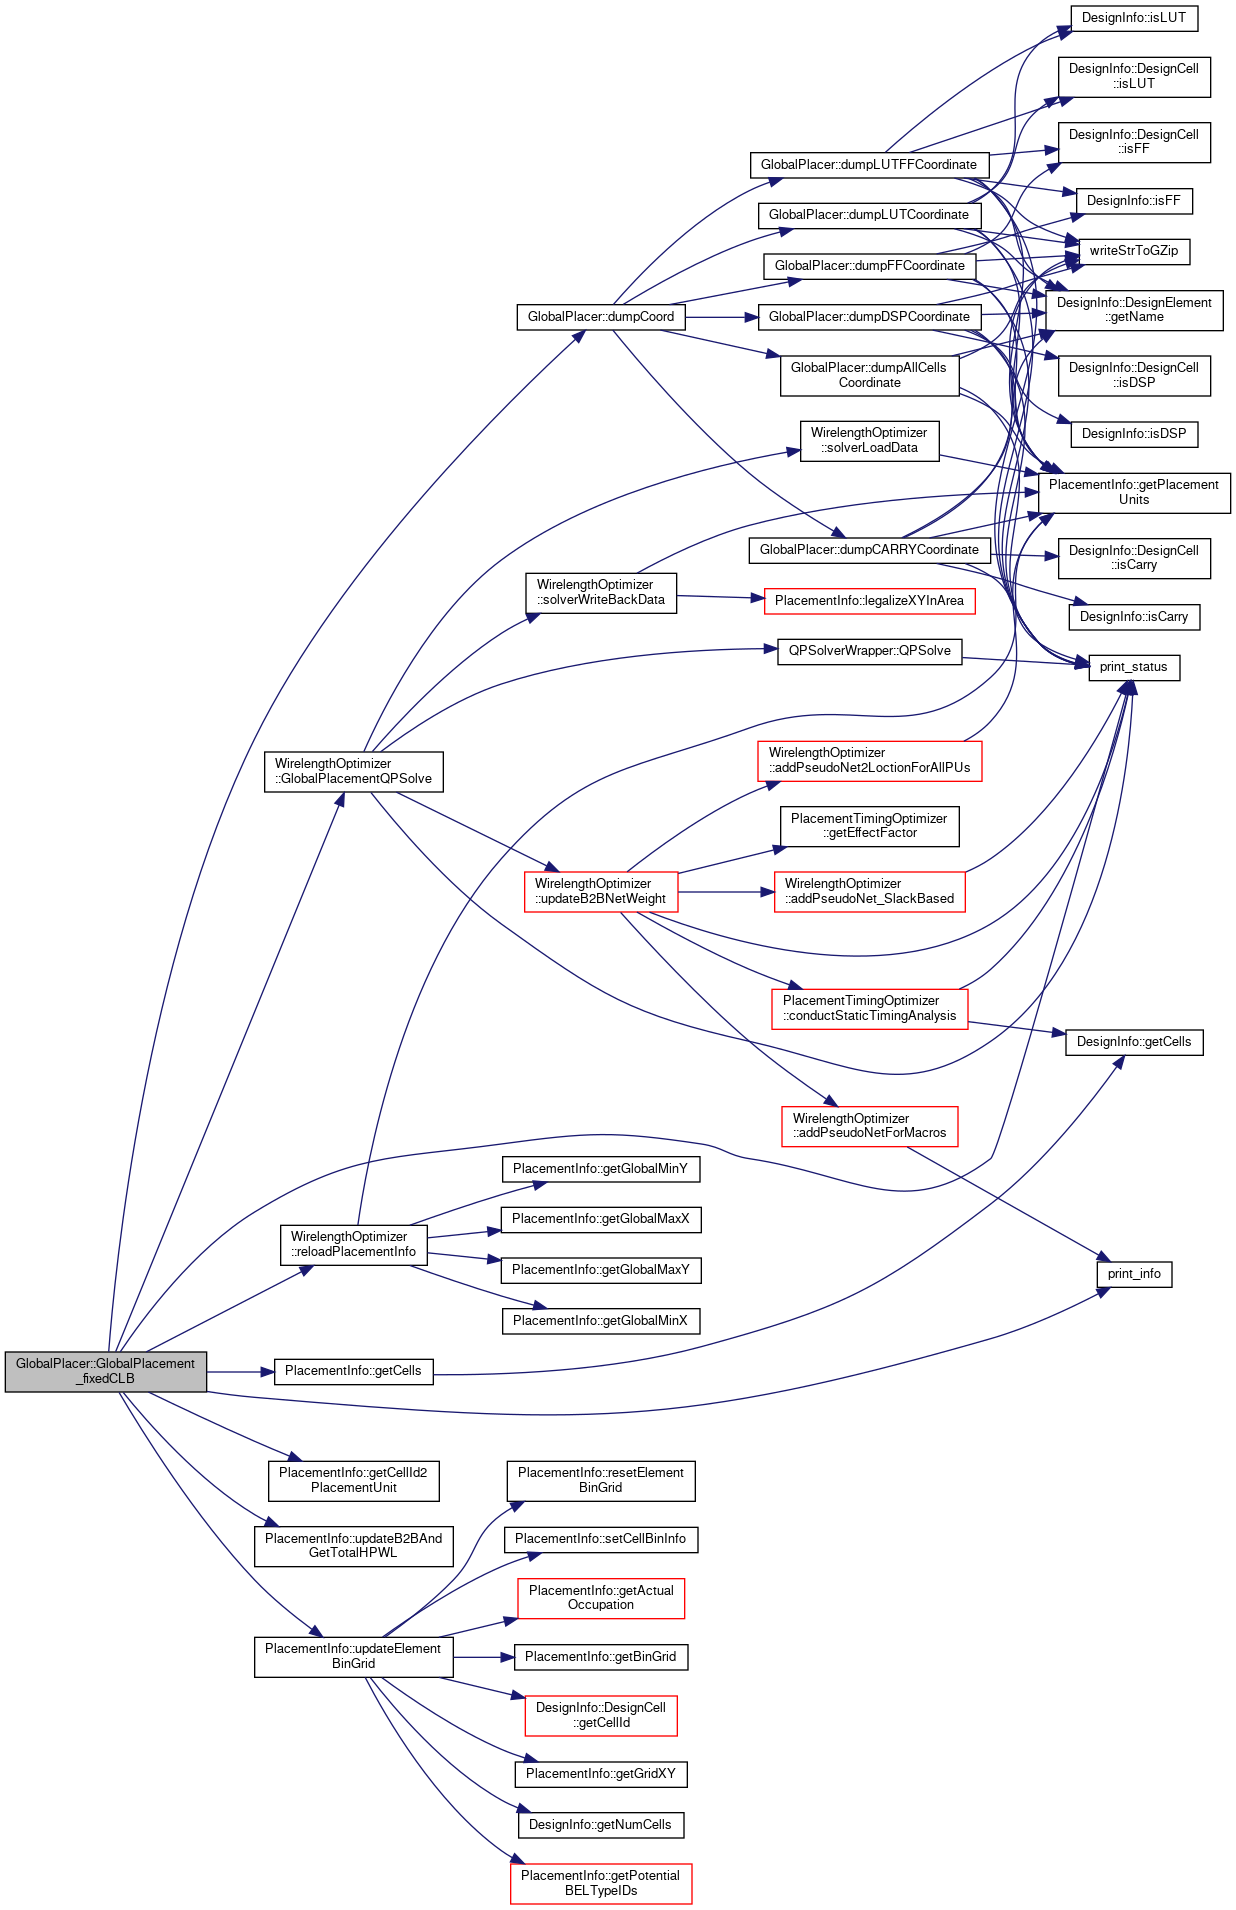 DesignInfo::isLUT
DesignInfo::DesignCell
::isLUT
DesignInfo::DesignCell
::isFF
GlobalPlacer::dumpLUTFFCoordinate
DesignInfo::isFF
GlobalPlacer::dumpLUTCoordinate
writeStrToGZip
GlobalPlacer::dumpFFCoordinate
DesignInfo::DesignElement
::getName
GlobalPlacer::dumpCoord
GlobalPlacer::dumpDSPCoordinate
GlobalPlacer::dumpAllCells
Coordinate
DesignInfo::DesignCell
::isDSP
WirelengthOptimizer
::solverLoadData
DesignInfo::isDSP
PlacementInfo::getPlacement
Units
GlobalPlacer::dumpCARRYCoordinate
DesignInfo::DesignCell
::isCarry
WirelengthOptimizer
::solverWriteBackData
PlacementInfo::legalizeXYInArea
DesignInfo::isCarry
QPSolverWrapper::QPSolve
print_status
WirelengthOptimizer
::GlobalPlacementQPSolve
WirelengthOptimizer
::addPseudoNet2LoctionForAllPUs
PlacementTimingOptimizer
::getEffectFactor
WirelengthOptimizer
::updateB2BNetWeight
WirelengthOptimizer
::addPseudoNet_SlackBased
PlacementTimingOptimizer
::conductStaticTimingAnalysis
DesignInfo::getCells
WirelengthOptimizer
::addPseudoNetForMacros
PlacementInfo::getGlobalMinY
PlacementInfo::getGlobalMaxX
WirelengthOptimizer
::reloadPlacementInfo
PlacementInfo::getGlobalMaxY
print_info
PlacementInfo::getGlobalMinX
GlobalPlacer::GlobalPlacement
_fixedCLB
PlacementInfo::getCells
PlacementInfo::getCellId2
PlacementUnit
PlacementInfo::resetElement
BinGrid
PlacementInfo::updateB2BAnd
GetTotalHPWL
PlacementInfo::setCellBinInfo
PlacementInfo::getActual
Occupation
PlacementInfo::updateElement
BinGrid
PlacementInfo::getBinGrid
DesignInfo::DesignCell
::getCellId
PlacementInfo::getGridXY
DesignInfo::getNumCells
PlacementInfo::getPotential
BELTypeIDs